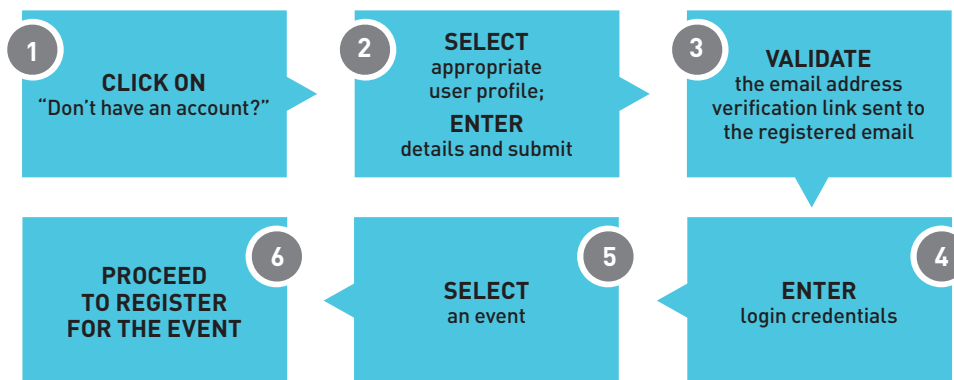 1
CLICK ON
“Don’t have an account?”
2
SELECT
appropriate
user profile;
ENTER
details and submit
3
VALIDATE
the email address
verification link sent to
the registered email
4
ENTER
login credentials
5
SELECT
an event
6
PROCEED
TO REGISTER
FOR THE EVENT